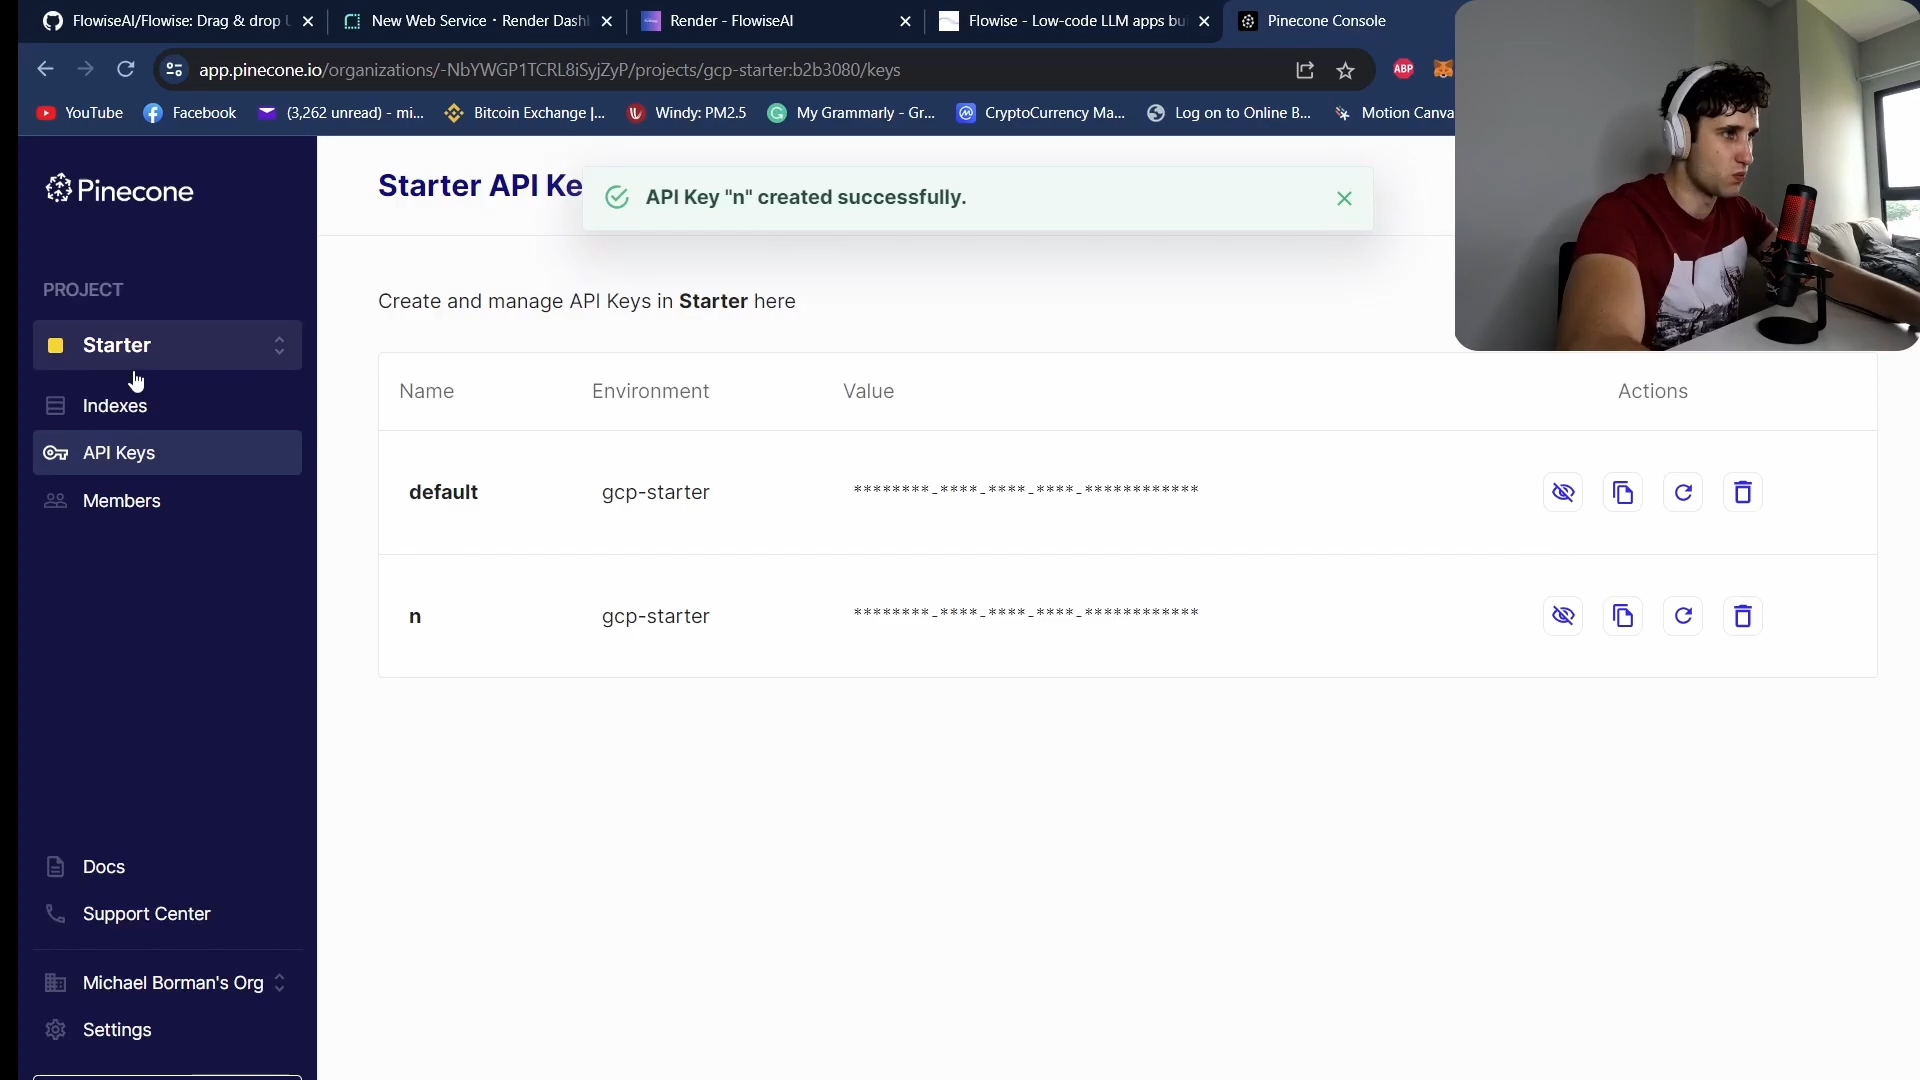 FlowiseAI/Flowise: Drag & drop
New Web Service · Render Dash
Render - FlowiseAI
Flowise - Low-code LLM apps bu
Pinecone Console
app.pinecone.io/organizations/-NbYWGP1TCRL8iSyjZyP/projects/gcp-starter:b2b3080/keys
ABP
YouTube
Facebook
(3,262 unread) - mi...
Bitcoin Exchange |...
Windy: PM2.5
My Grammarly - Gr...
CryptoCurrency Ma...
Log on to Online B...
Motion Canva
Pinecone
PROJECT
Starter
Indexes
API Keys
Members
Docs
Support Center
Michael Borman's Org
Settings
Starter API Ke
API Key "n" created successfully.
Create and manage API Keys in Starter here
Name Environment Value Actions
default gcp-starter ********-****-****-****-************
n gcp-starter ********-****-****-****-************